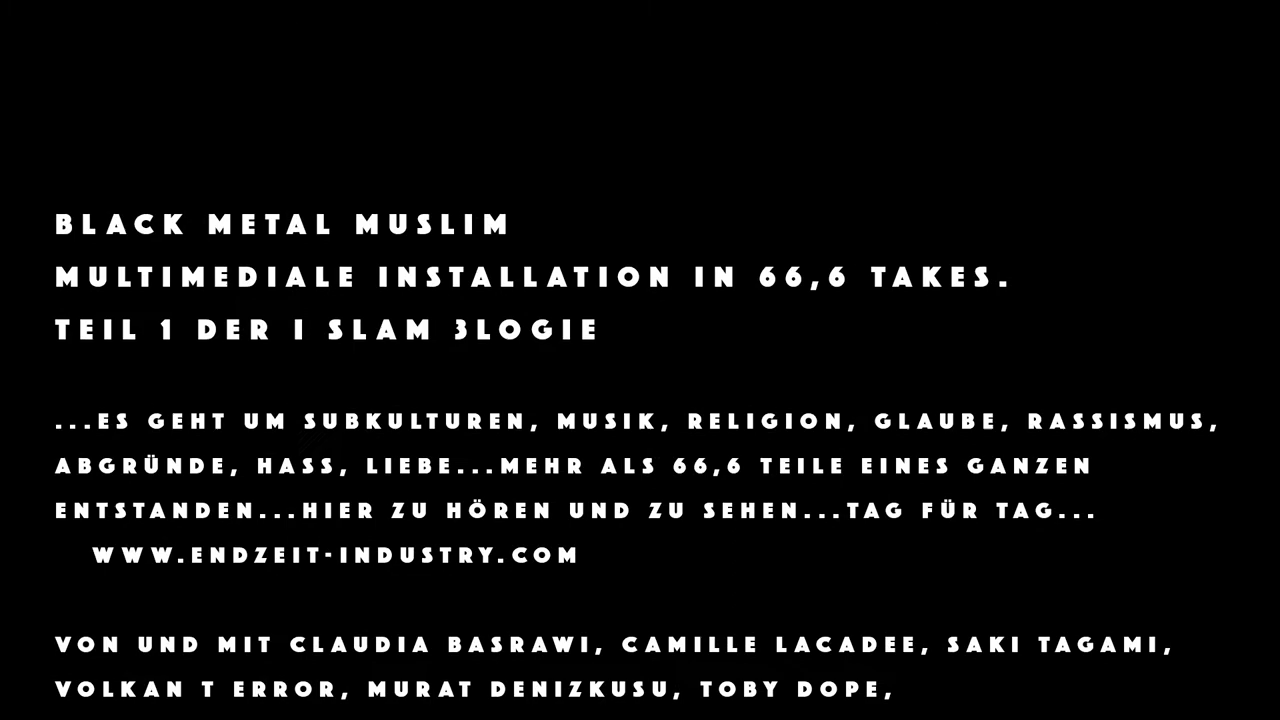 BLACK METAL MUSLIM
MULTIMEDIALE INSTALLATION IN 66,6 TAKES.
TEIL 1 DER I SLAM 3LOGIE
...ES GEHT UM SUBKULTUREN, MUSIK, RELIGION, GLAUBE, RASSISMUS,
ABGRÜNDE, HASS, LIEBE...MEHR ALS 66,6 TEILE EINES GANZEN
ENTSTANDEN...HIER ZU HÖREN UND ZU SEHEN...TAG FÜR TAG...
WWW.ENDZEIT-INDUSTRY.COM
VON UND MIT CLAUDIA BASRAWI, CAMILLE LACADEE, SAKI TAGAMI,
VOLKAN T ERROR, MURAT DENIZKUSU, TOBY DOPE,